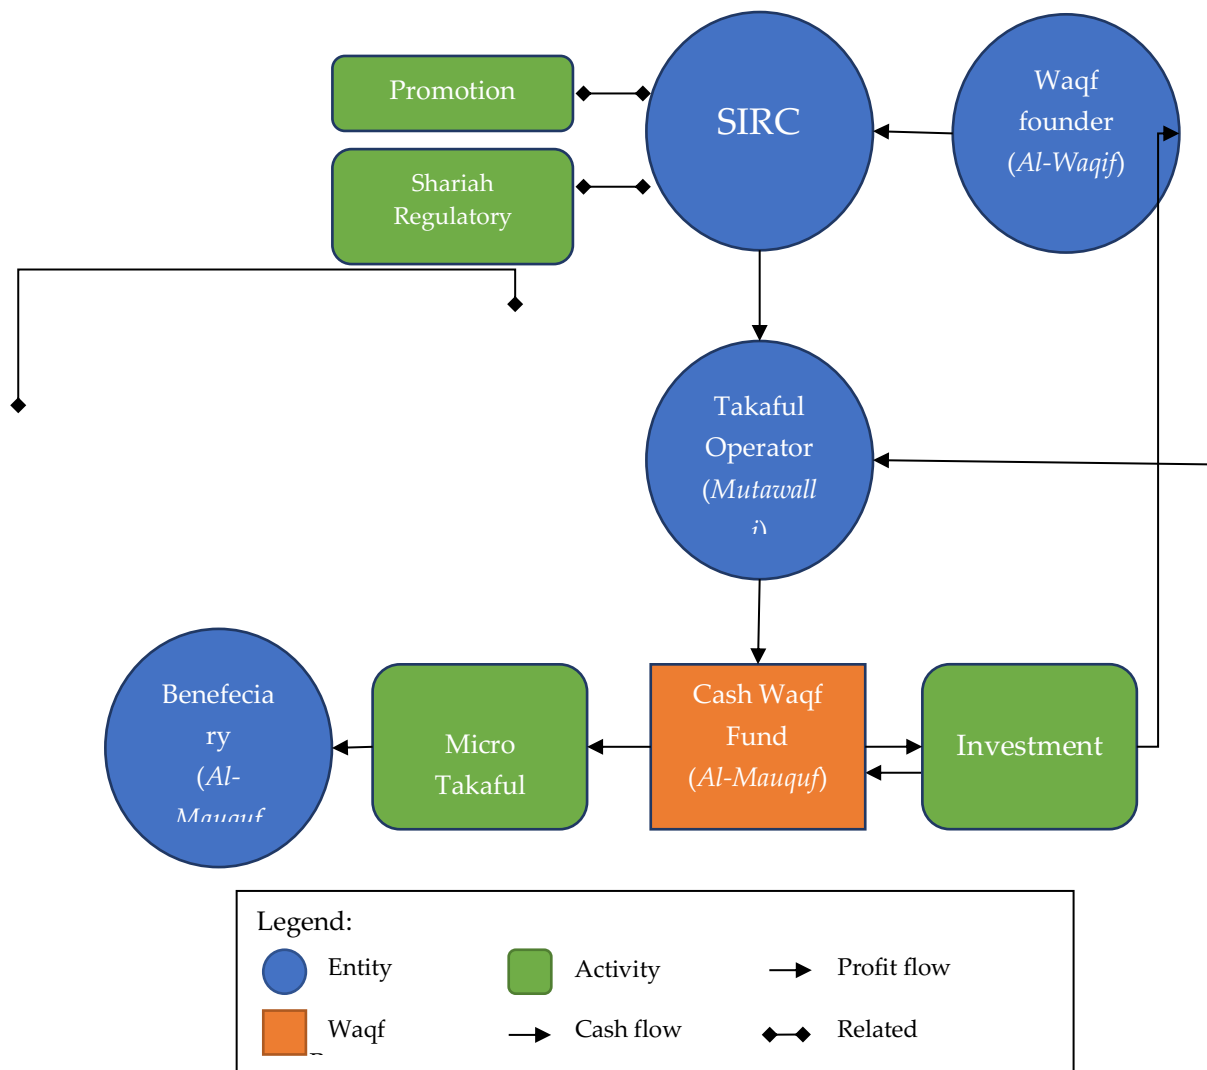 Promotion
SIRC
Waqf
founder
(Al-Waqif)
Shariah
Regulatory
Takaful
Operator
(Mutawall
i)
Benefecia
ry
(Al-
Mauquf
Micro
Takaful
Cash Waqf
Fund
(Al-Mauquf)
Investment
Legend:
Entity
Activity
Profit flow
Waqf
Cash flow
Related